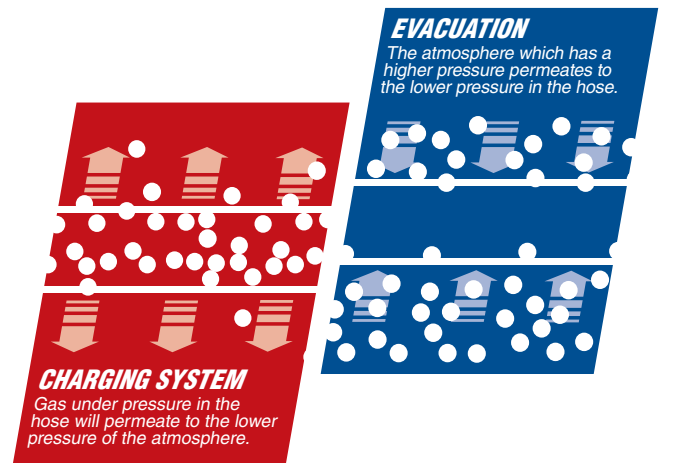 EVACUATION
The atmosphere which has a
higher pressure permeates to
the lower pressure in the hose.
CHARGING SYSTEM
Gas under pressure in the
hose will permeate to the lower
pressure of the atmosphere.